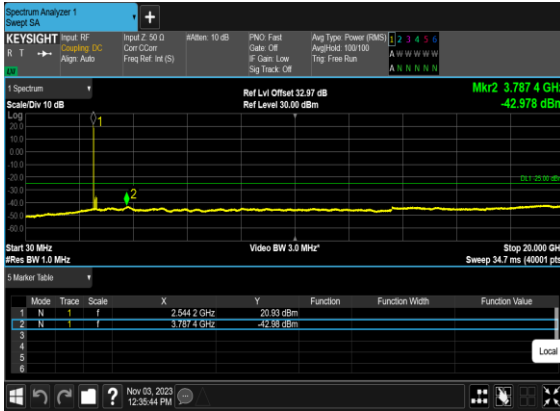 Spectrum Analyzer 1
Swept SA
+
KEYSIGHT Input: RF Input Z: 50 Ω #Atten: 10 dB PNO: Fast Avg Type: Power (RMS) 1 2 3 4 5 6
R T Coupling: DC Corr CCorr Gate: Off Avg|Hold: 100/100 A W W W W W
Align: Auto Freq Ref: Int (S) IF Gain: Low Trig: Free Run
Sig Track: Off A N N N N N
1 Spectrum Ref Lvl Offset 32.97 dB Mkr2 3.787 4 GHz
Scale/Div 10 dB Ref Level 30.00 dBm -42.978 dBm
Log
1
20.0
10.0
0.00
-10.0
-20.0
DL1 -25.00 dBm
-30.0
2
-40.0
-50.0
-60.0
Start 30 MHz Video BW 3.0 MHz* Stop 20.000 GHz
#Res BW 1.0 MHz Sweep 34.7 ms (40001 pts)
5 Marker Table
Mode Trace Scale X Y Function Function Width Function Value
1 N 1 f 2.544 2 GHz 20.93 dBm
2 N 1 f 3.787 4 GHz -42.98 dBm
3
4
5
6
Local
? Nov 03, 2023
12:35:44 PM